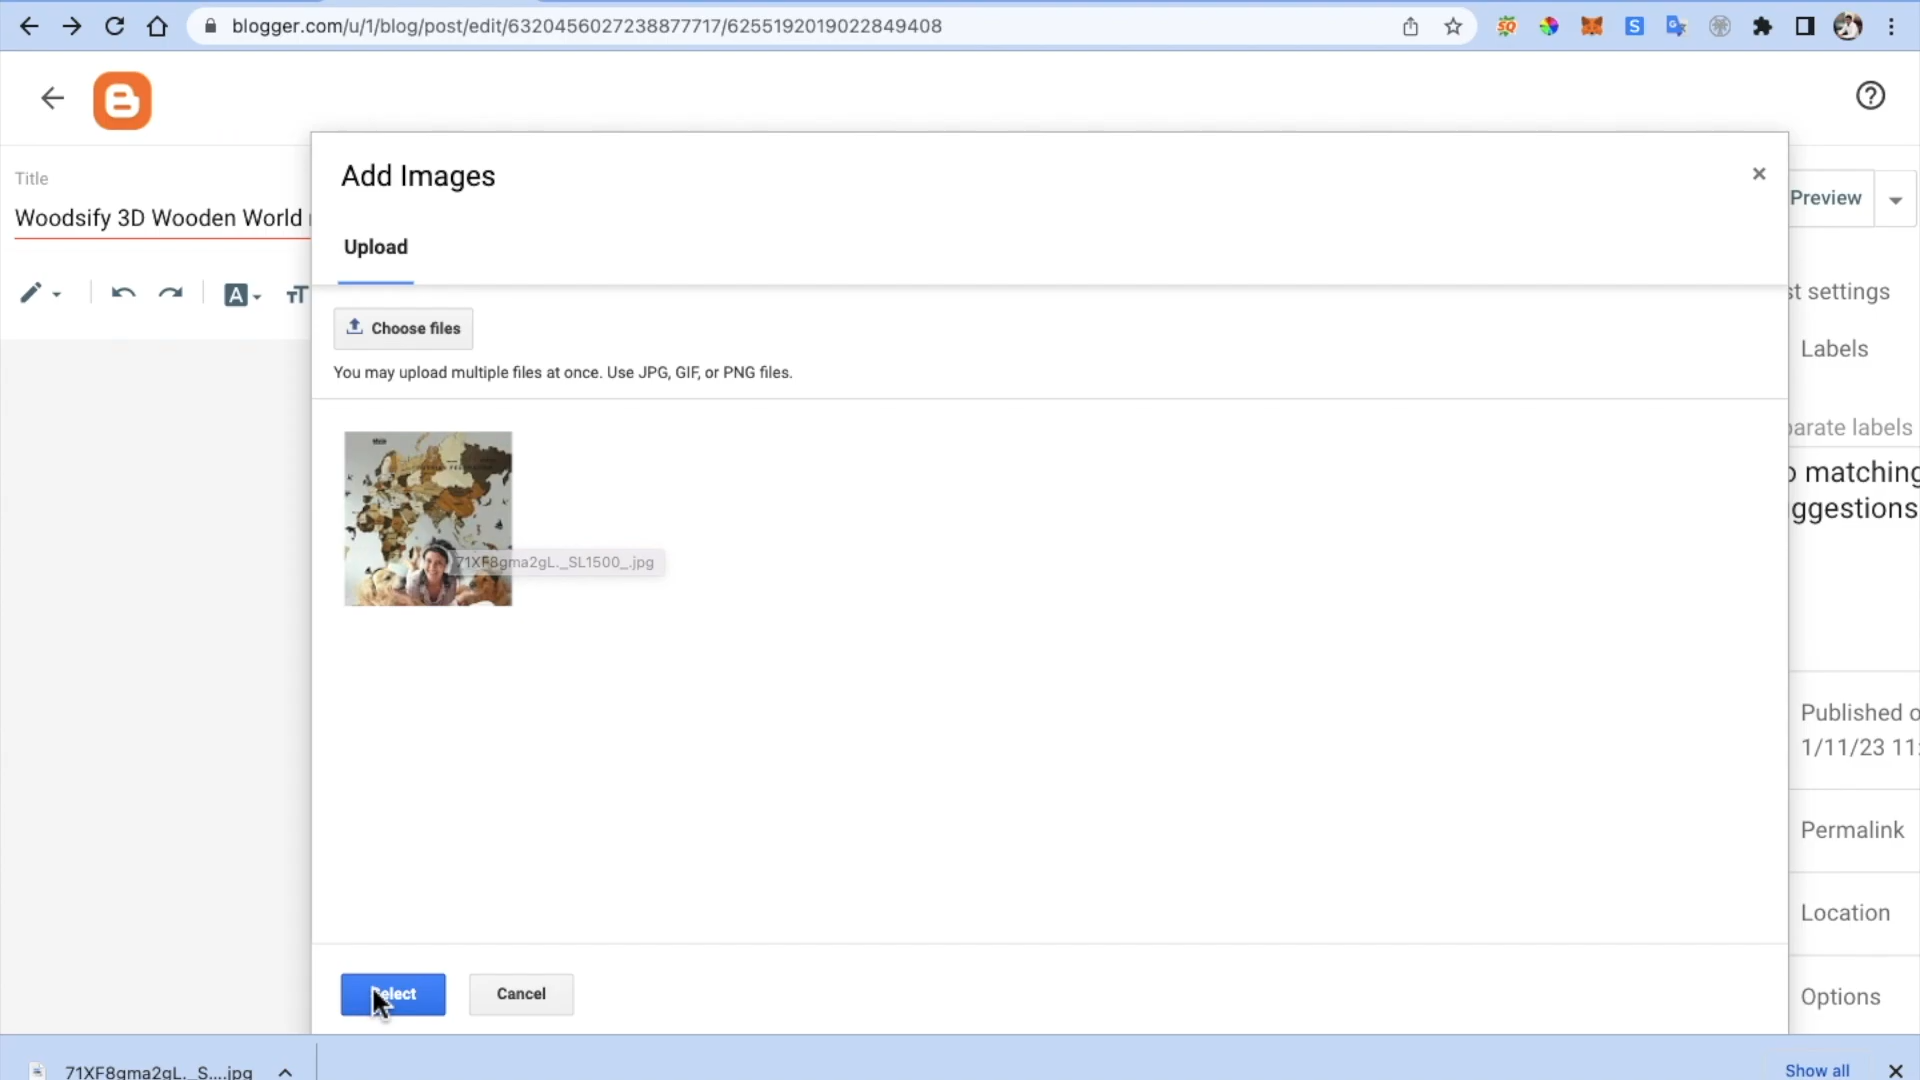 blogger.com/u/1/blog/post/edit/6320456027238877717/6255192019022849408
Add Images
Title
Woodsify 3D Wooden World
Preview
Upload
st settings
Choose files
Labels
You may upload multiple files at once. Use JPG, GIF, or PNG files.
arate labels
matching
ggestions
71XF8gma2gL._SL1500_.jpg
Published o
1/11/23 11:
Permalink
Location
Select
Cancel
Options
71XF8gma2gL._S....jpg
Show all